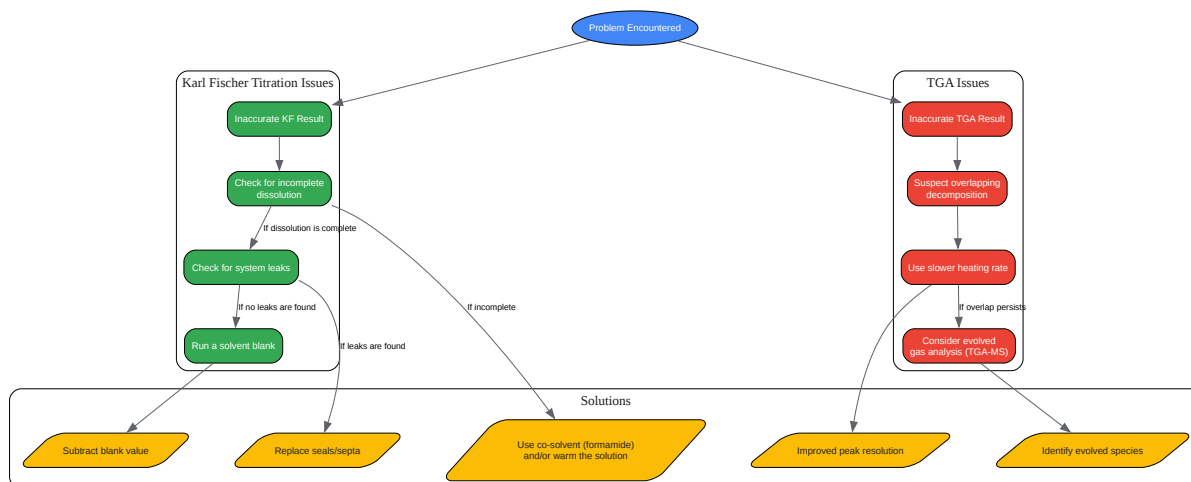 Problem Encountered
Karl Fischer Titration Issues
TGA Issues
Inaccurate KF Result
Inaccurate TGA Result
Check for incomplete
dissolution
Suspect overlapping
decomposition
If dissolution is complete
Check for system leaks
Use slower heating rate
If no leaks are found
If incomplete
If overlap persists
Run a solvent blank
If leaks are found
Consider evolved
gas analysis (TGA-MS)
Solutions
Subtract blank value
Replace seals/septa
Use co-solvent (formamide)
and/or warm the solution
Improved peak resolution
Identify evolved species